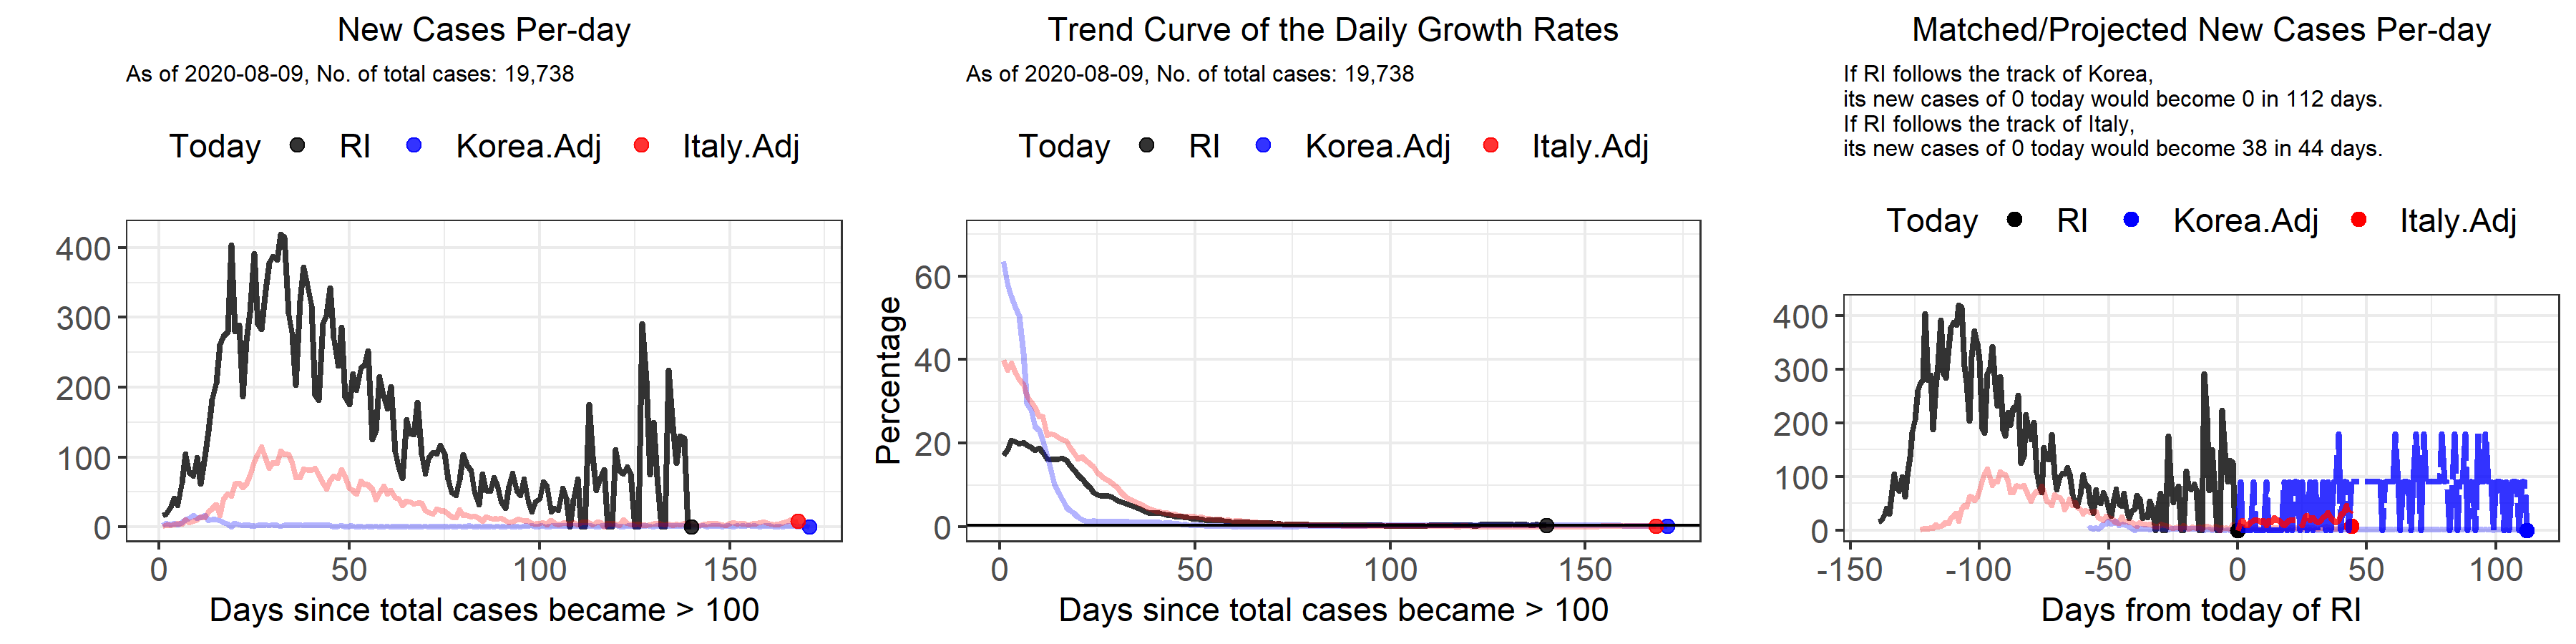 New Cases Per-day
As of 2020-08-09, No. of total cases: 19,738
Today RI Korea.Adj Italy.Adj
400
300
200
100
0
0 50 100 150
Days since total cases became > 100
Trend Curve of the Daily Growth Rates
As of 2020-08-09, No. of total cases: 19,738
Today RI Korea.Adj Italy.Adj
Percentage
60
40
20
0
0 50 100 150
Days since total cases became > 100
Matched/Projected New Cases Per-day
If RI follows the track of Korea,
its new cases of 0 today would become 0 in 112 days.
If RI follows the track of Italy,
its new cases of 0 today would become 38 in 44 days.
Today RI Korea.Adj Italy.Adj
400
300
200
100
0
-150 -100 -50 0 50 100
Days from today of RI